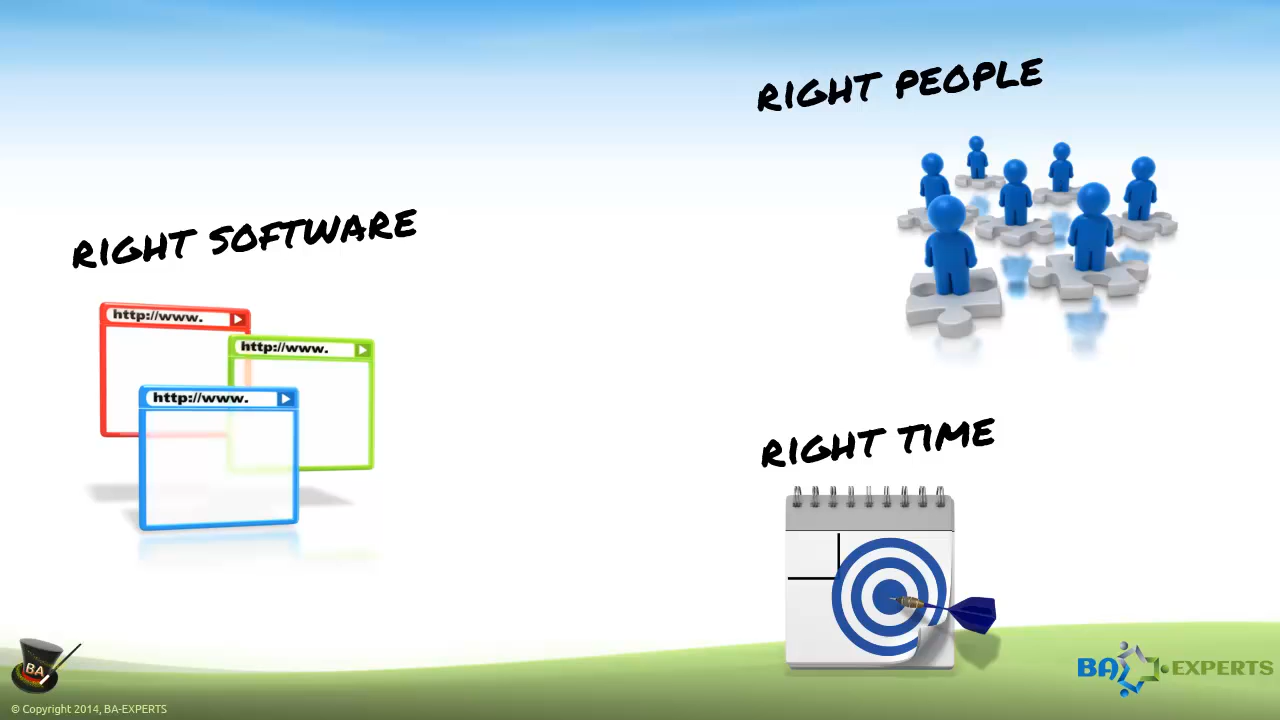 RIGHT PEOPLE
RIGHT SOFTWARE
http://www.
http://www.
http://www.
RIGHT TIME
BA
BA EXPERTS
© Copyright 2014, BA-EXPERTS